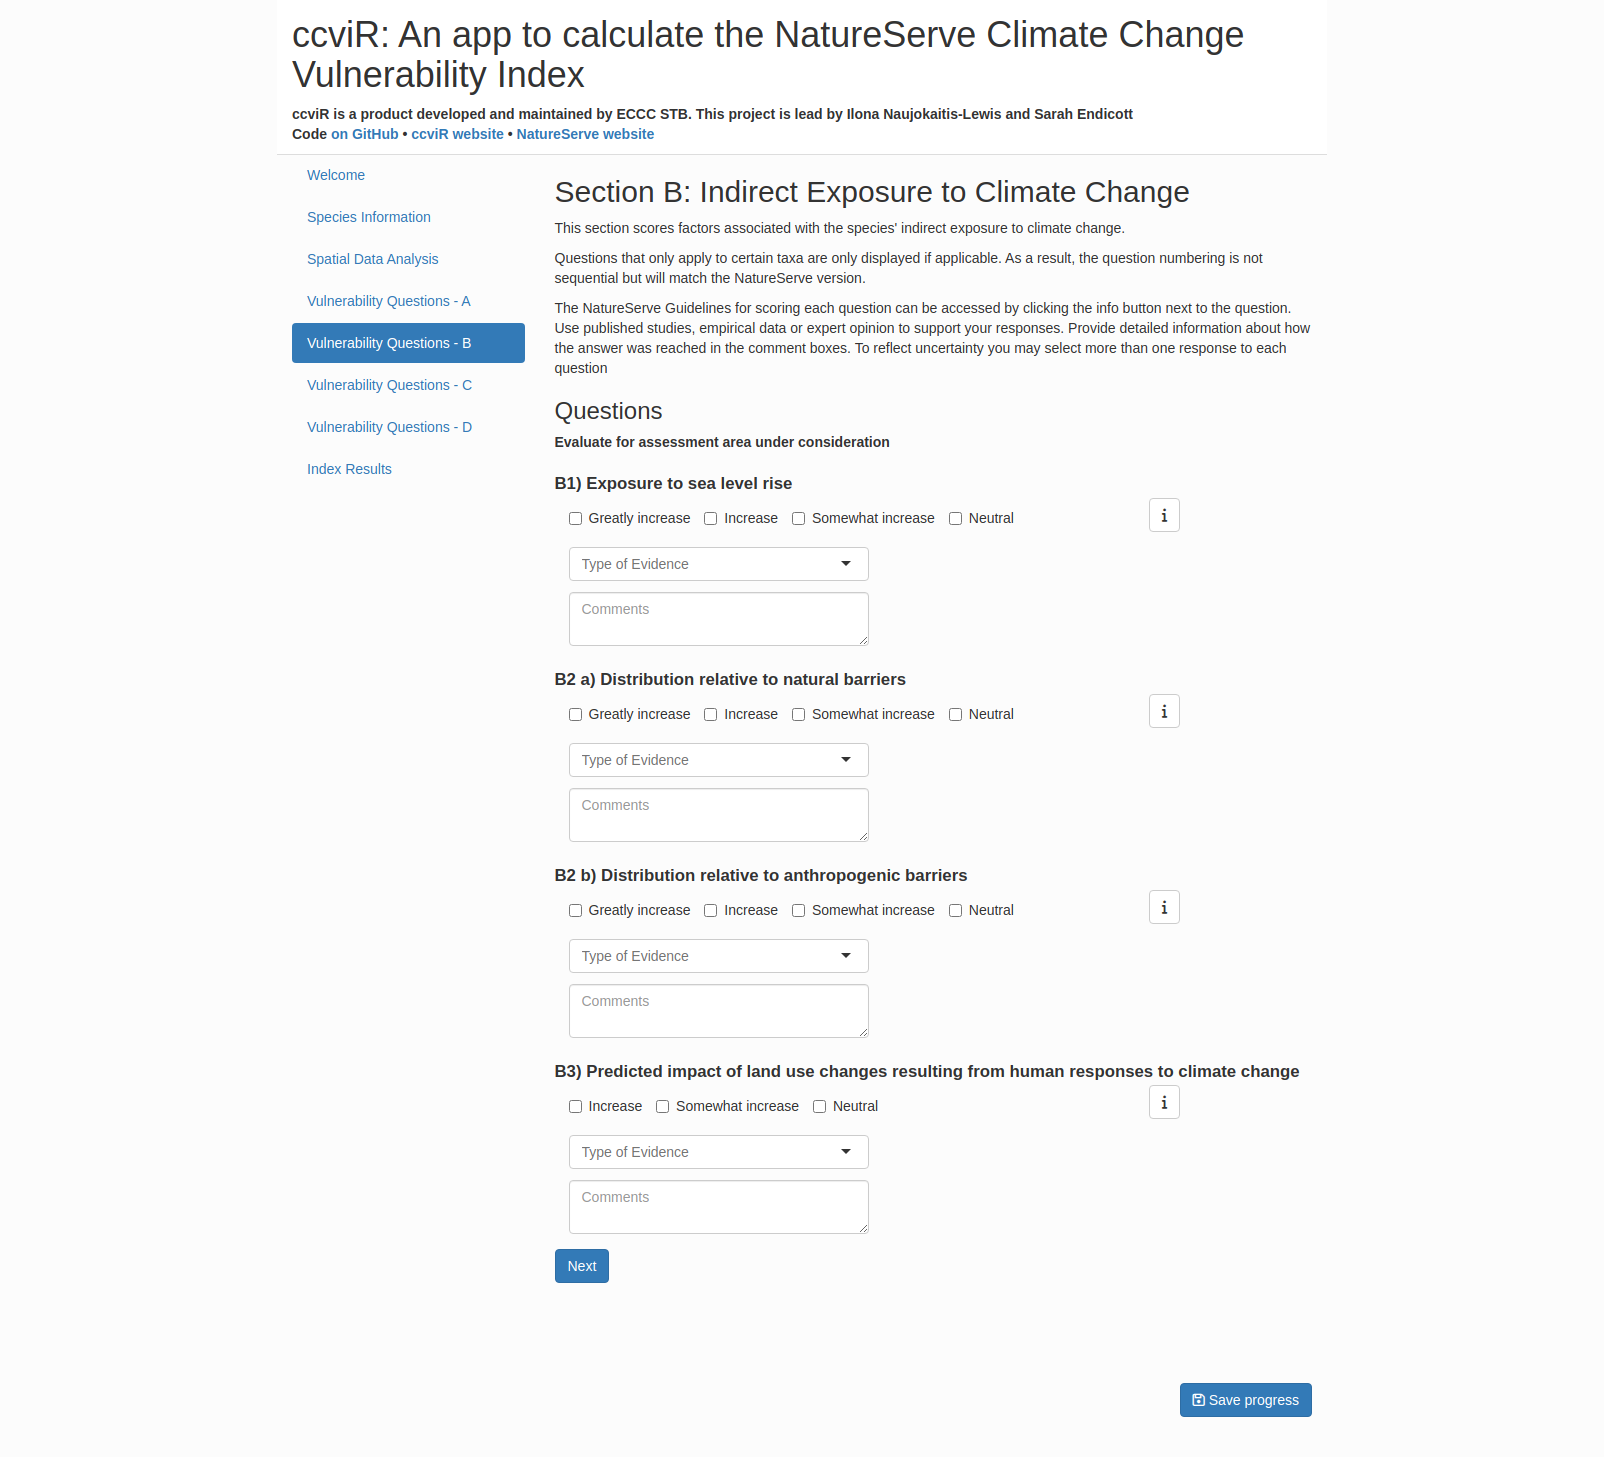 ccviR: An app to calculate the NatureServe Climate Change
Vulnerability Index
ccviR is a product developed and maintained by ECCC STB. This project is lead by Ilona Naujokaitis-Lewis and Sarah Endicott
Code on GitHub • ccviR website • NatureServe website
Welcome
Species Information
Spatial Data Analysis
Vulnerability Questions - A
Vulnerability Questions - B
Vulnerability Questions - C
Vulnerability Questions - D
Index Results
Section B: Indirect Exposure to Climate Change
This section scores factors associated with the species' indirect exposure to climate change.
Questions that only apply to certain taxa are only displayed if applicable. As a result, the question numbering is not
sequential but will match the NatureServe version.
The NatureServe Guidelines for scoring each question can be accessed by clicking the info button next to the question.
Use published studies, empirical data or expert opinion to support your responses. Provide detailed information about how
the answer was reached in the comment boxes. To reflect uncertainty you may select more than one response to each
question
Questions
Evaluate for assessment area under consideration
B1) Exposure to sea level rise
Greatly increase Increase Somewhat increase Neutral
Type of Evidence
Comments
B2 a) Distribution relative to natural barriers
Greatly increase Increase Somewhat increase Neutral
Type of Evidence
Comments
B2 b) Distribution relative to anthropogenic barriers
Greatly increase Increase Somewhat increase Neutral
Type of Evidence
Comments
B3) Predicted impact of land use changes resulting from human responses to climate change
Increase Somewhat increase Neutral
Type of Evidence
Comments
Next
Save progress